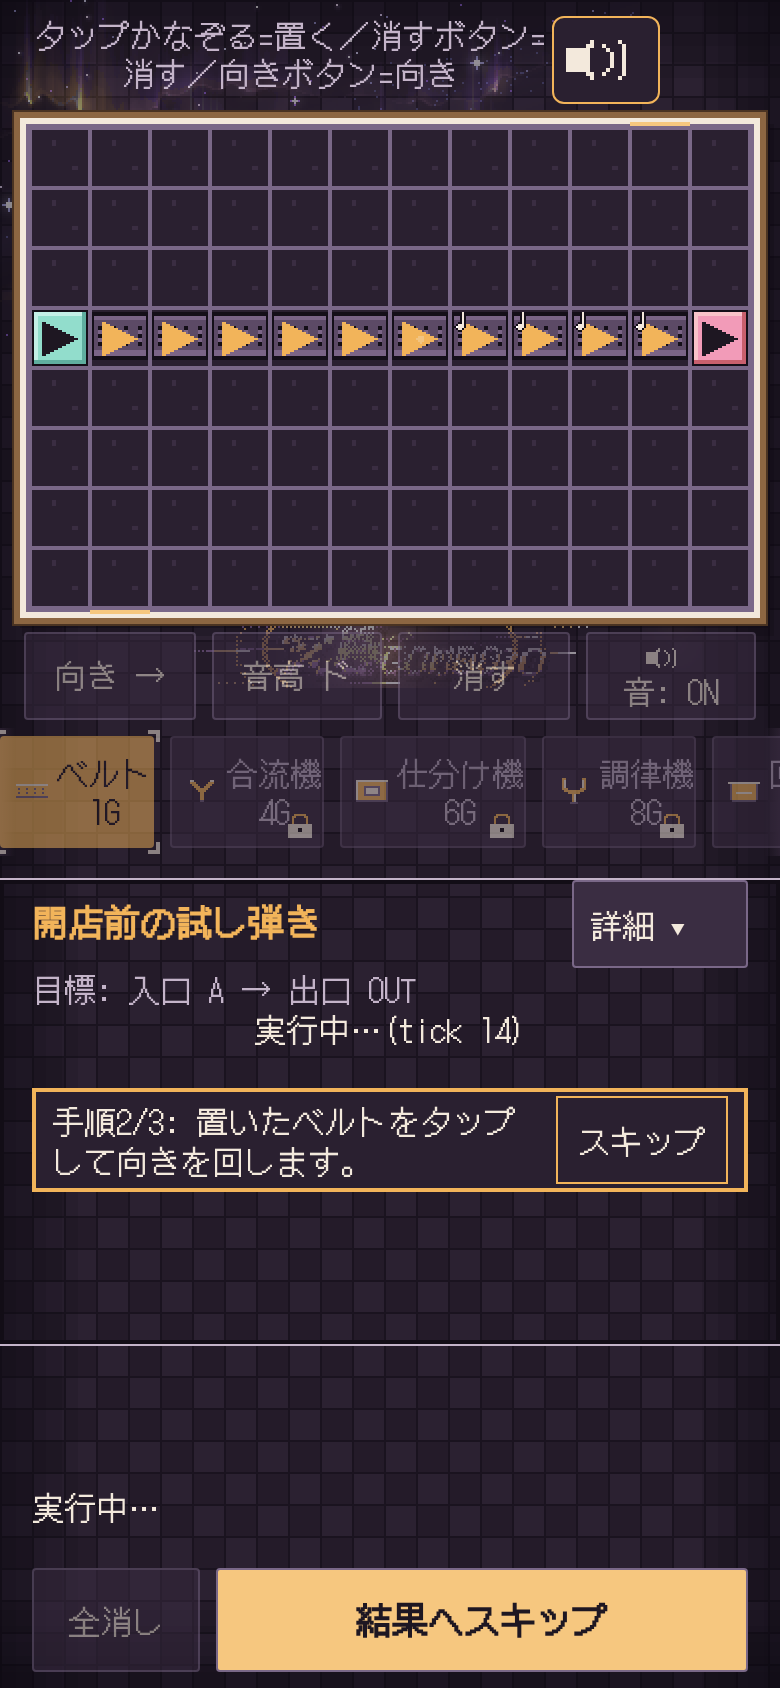 タップかなぞる=置く／消すボタン=
消す／向きボタン=向き
向き →
音高 ド
消す
音: ON
ベルト
1G
合流機
4G
仕分け機
6G
調律機
8G
開店前の試し弾き
詳細 ▼
目標: 入口 A → 出口 OUT
実行中…(tick 14)
手順2/3: 置いたベルトをタップ
して向きを回します。
スキップ
実行中…
全消し
結果へスキップ